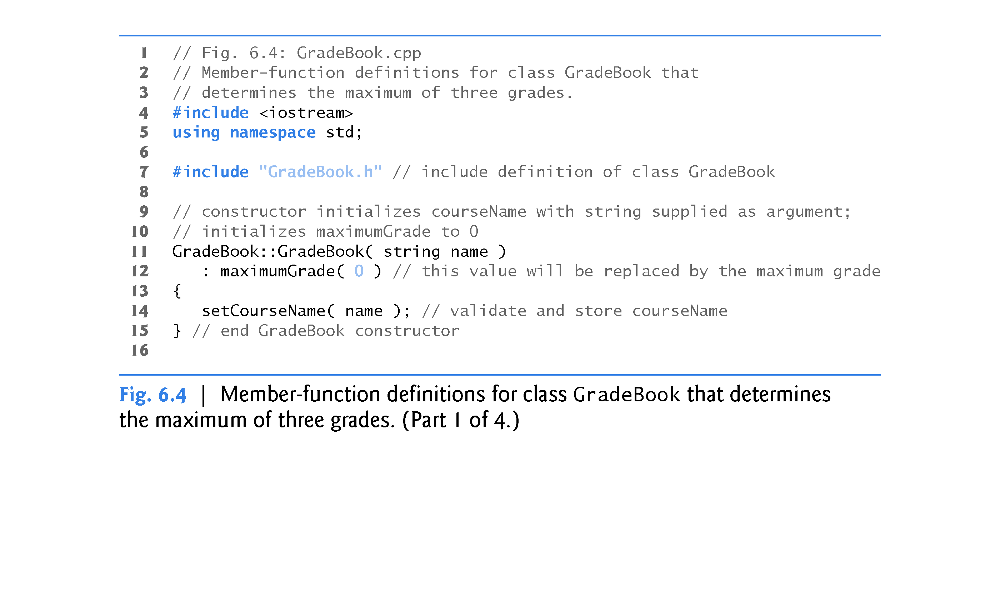 1 // Fig. 6.4: GradeBook.cpp
2 // Member-function definitions for class GradeBook that
3 // determines the maximum of three grades.
4 #include <iostream>
5 using namespace std;
6
7 #include "GradeBook.h" // include definition of class GradeBook
8
9 // constructor initializes courseName with string supplied as argument;
10 // initializes maximumGrade to 0
11 GradeBook::GradeBook( string name )
12    : maximumGrade( 0 ) // this value will be replaced by the maximum grade
13 {
14    setCourseName( name ); // validate and store courseName
15 } // end GradeBook constructor
16
Fig. 6.4 | Member-function definitions for class GradeBook that determines
the maximum of three grades. (Part 1 of 4.)